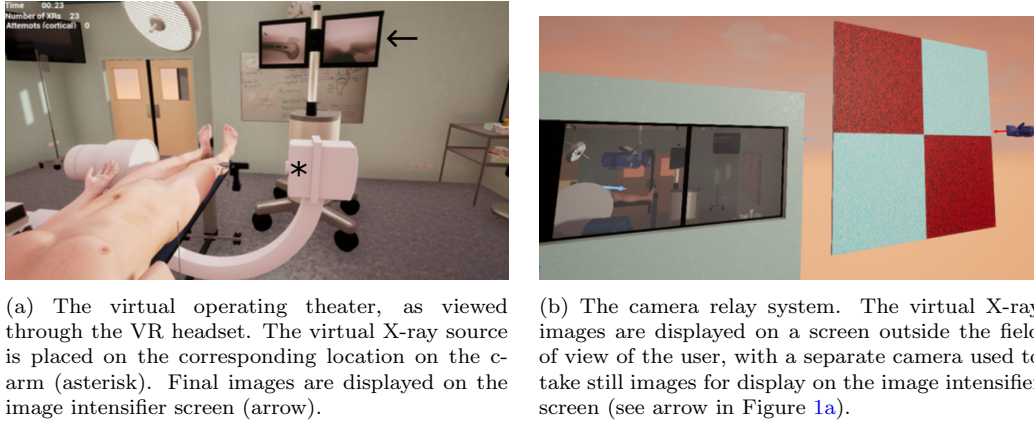 Time 00:23
Number of XRs 23
Attempts (cortical) 0
*
←
(a) The virtual operating theater, as viewed
through the VR headset. The virtual X-ray source
is placed on the corresponding location on the c-
arm (asterisk). Final images are displayed on the
image intensifier screen (arrow).
(b) The camera relay system. The virtual X-ray
images are displayed on a screen outside the field
of view of the user, with a separate camera used to
take still images for display on the image intensifier
screen (see arrow in Figure 1a).